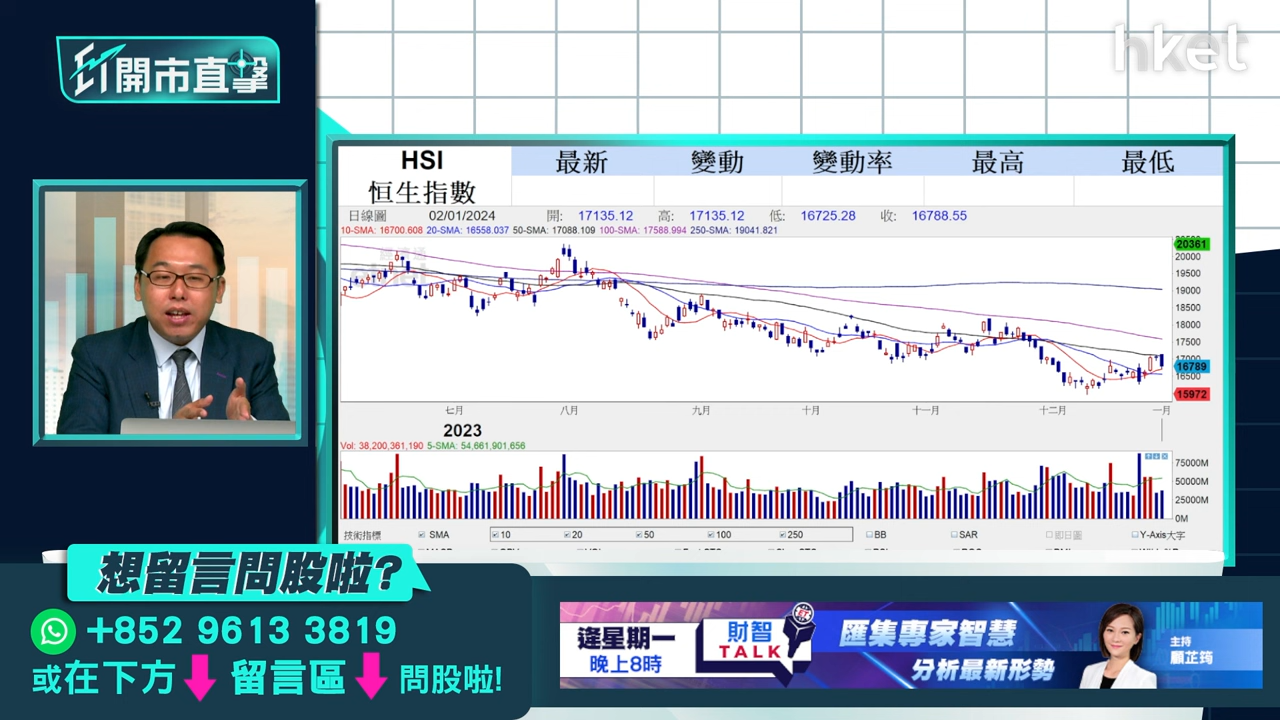 hket
ET開市直擊
HSI
恒生指數
最新 變動 變動率 最高 最低
日線圖 02/01/2024 開: 17135.12 高: 17135.12 低: 16725.28 收: 16788.55
10-SMA: 16700.608 20-SMA: 16558.037 50-SMA: 17088.109 100-SMA: 17588.994 250-SMA: 19041.821
20361
20000
19500
19000
18500
18000
17500
17000
16789
16500
15972
七月 八月 九月 十月 十一月 十二月 一月
2023
Vol: 38,200,361,190 5-SMA: 54,661,901,656
75000M
50000M
25000M
0M
技術指標 SMA 10 20 50 100 250 BB SAR 即日圖 Y-Axis大字
想留言問股啦?
+852 9613 3819
或在下方 留言區 問股啦!
逢星期一
晚上8時
財智
TALK
匯集專家智慧
分析最新形勢
主持
顧芷筠